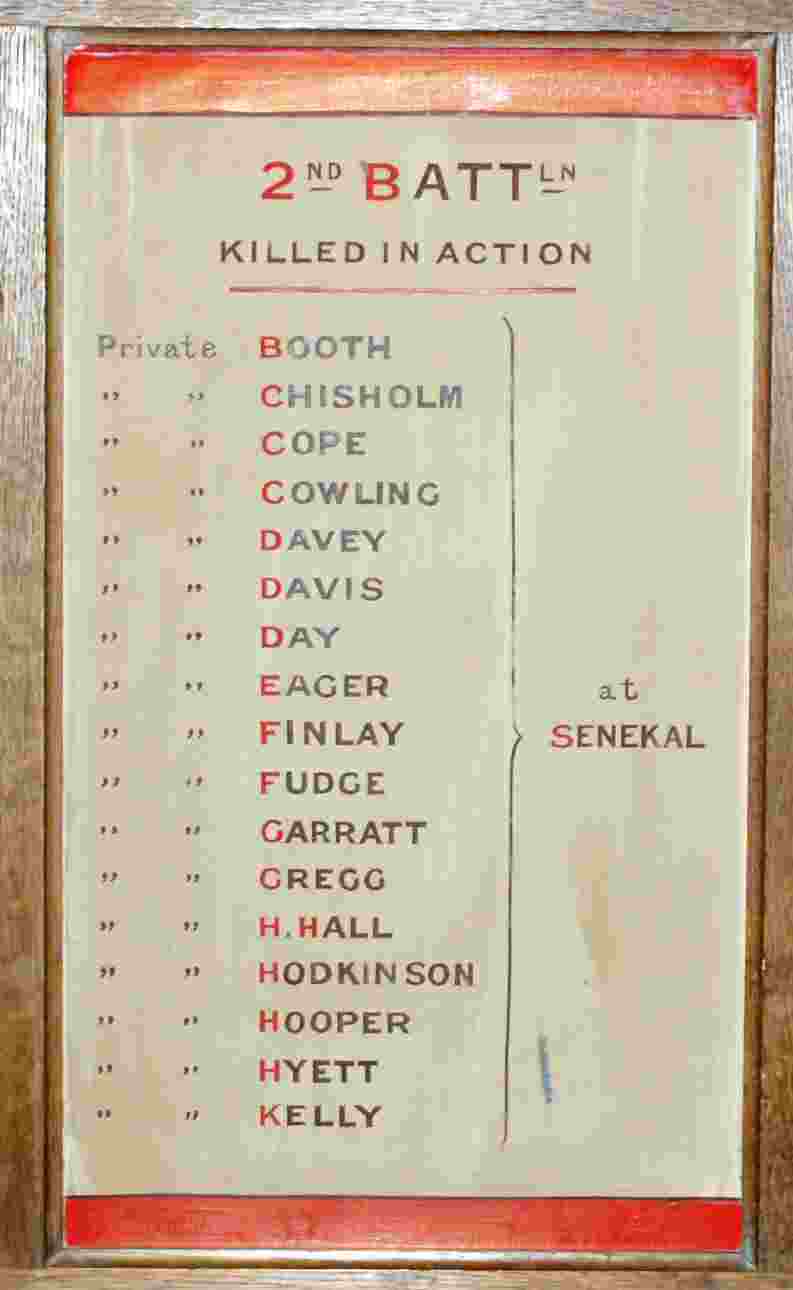 2ND BATTLN
KILLED IN ACTION
Private BOOTH
" " CHISHOLM
" " COPE
" " COWLING
" " DAVEY
" " DAVIS
" " DAY
" " EAGER
" " FINLAY
" " FUDGE
" " GARRATT
" " GREGG
" " H. HALL
" " HODKINSON
" " HOOPER
" " HYETT
" " KELLY
at
SENEKAL